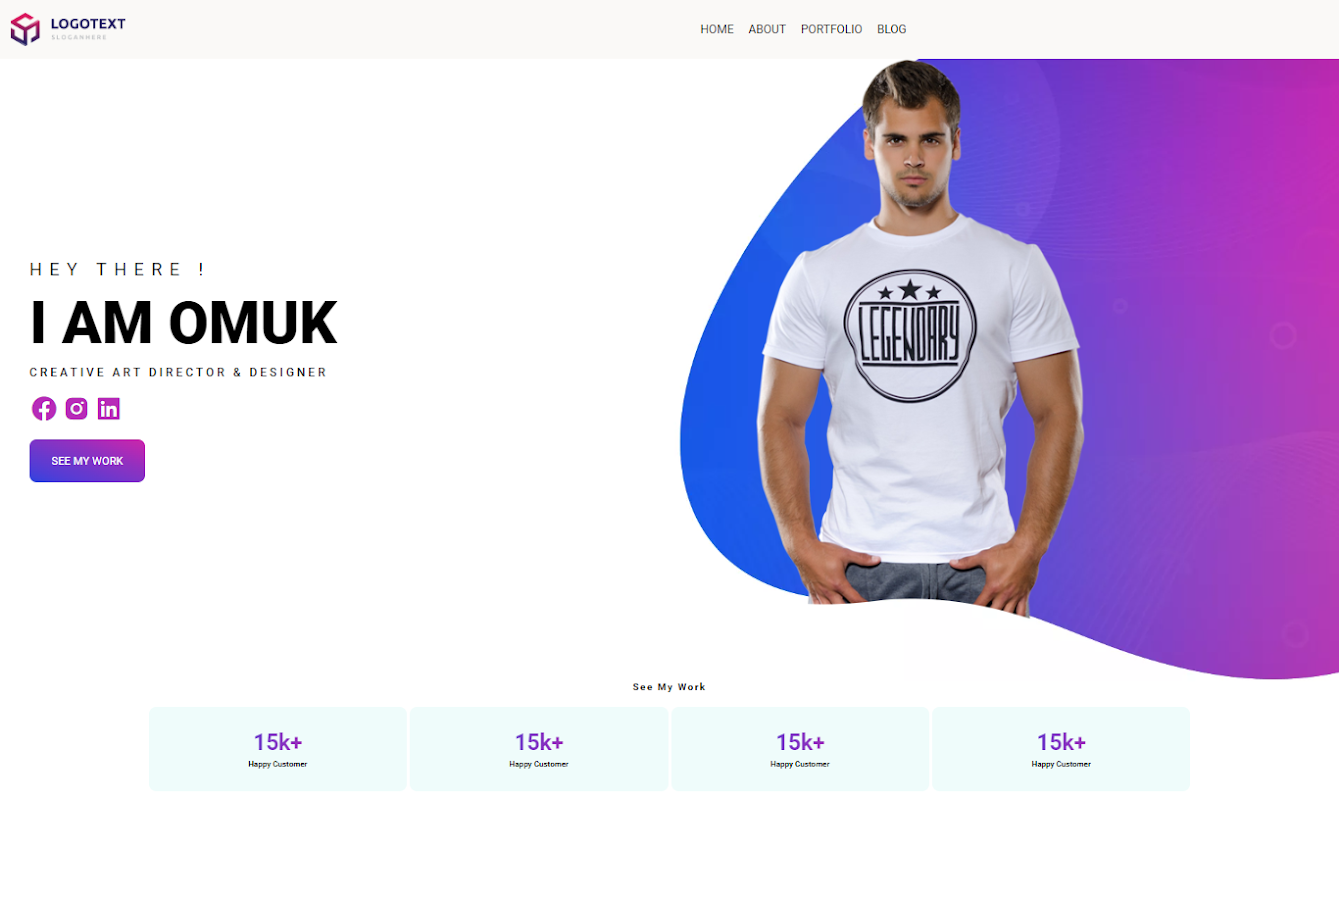 LOGOTEXT
SLOGANHERE
HOME ABOUT PORTFOLIO BLOG
HEY THERE !
I AM OMUK
CREATIVE ART DIRECTOR & DESIGNER
SEE MY WORK
LEGENDARY
See My Work
15k+ 15k+ 15k+ 15k+
Happy Customer Happy Customer Happy Customer Happy Customer